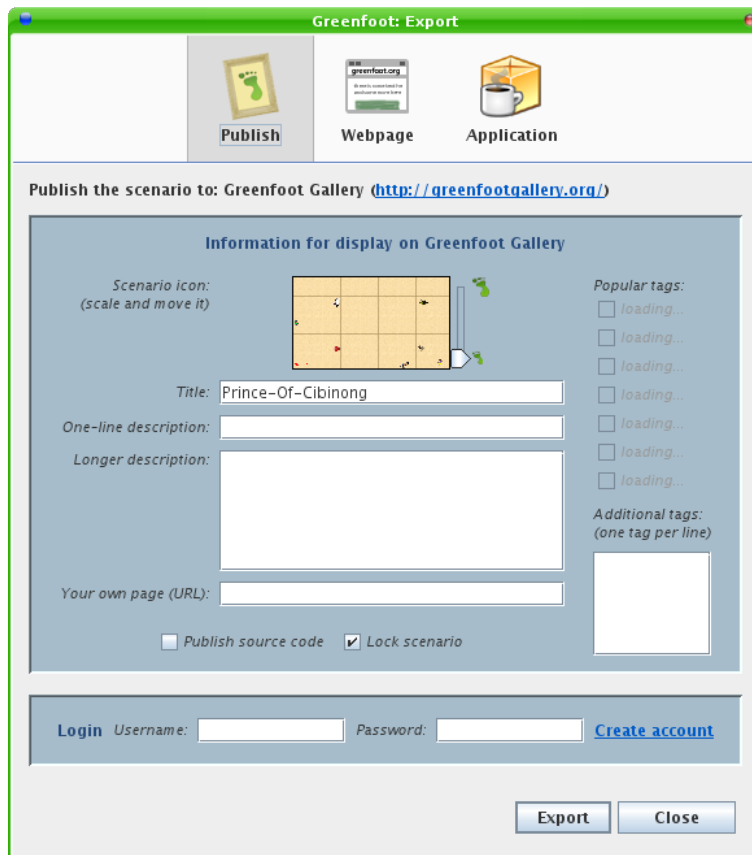 Greenfoot: Export
greenfoot.org
Publish
Webpage
Application
Publish the scenario to: Greenfoot Gallery (http://greenfootgallery.org/)
Information for display on Greenfoot Gallery
Scenario icon:
(scale and move it)
Popular tags:
loading...
loading...
loading...
loading...
loading...
loading...
loading...
Title: Prince-Of-Cibinong
One-line description:
Longer description:
Additional tags:
(one tag per line)
Your own page (URL):
Publish source code
Lock scenario
Login Username: Password: Create account
Export
Close